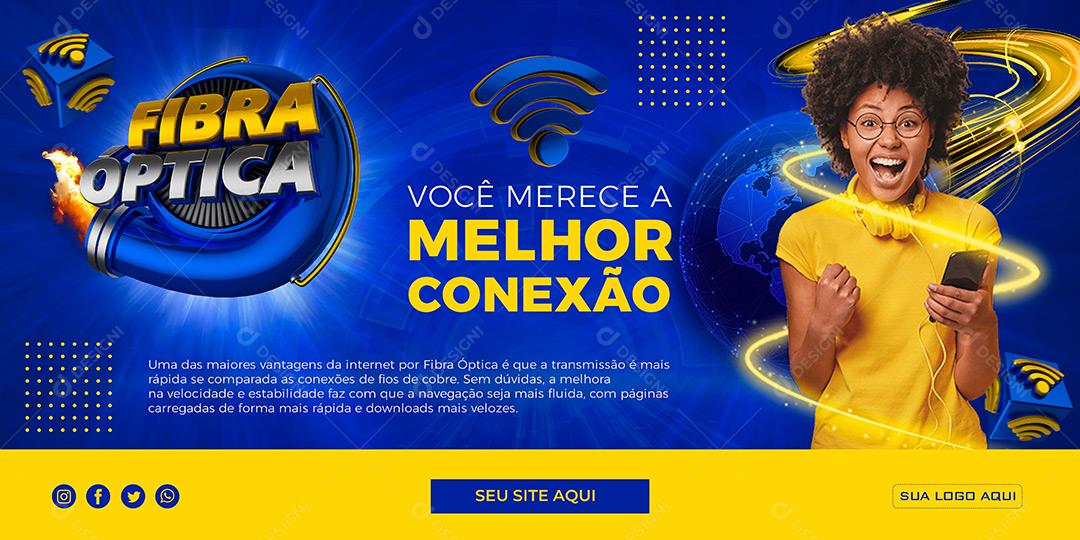 FIBRA
ÓPTICA
VOCÊ MERECE A
MELHOR
CONEXÃO
Uma das maiores vantagens da internet por Fibra Óptica é que a transmissão é mais
rápida se comparada as conexões de fios de cobre. Sem dúvidas, a melhora
na velocidade e estabilidade faz com que a navegação seja mais fluida, com páginas
carregadas de forma mais rápida e downloads mais velozes.
SEU SITE AQUI
SUA LOGO AQUI
DESIGNI